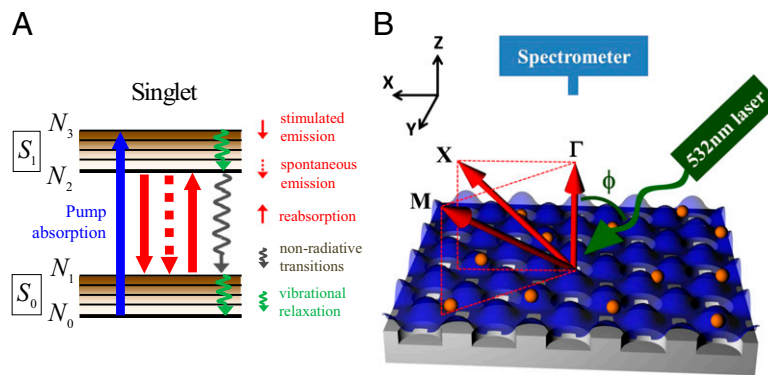 A
Singlet
N3
S1
N2
Pump
absorption
N1
S0
N0
stimulated
emission
spontaneous
emission
reabsorption
non-radiative
transitions
vibrational
relaxation
B
Z
X
Y
Spectrometer
532nm laser
X
Γ
M
ϕ